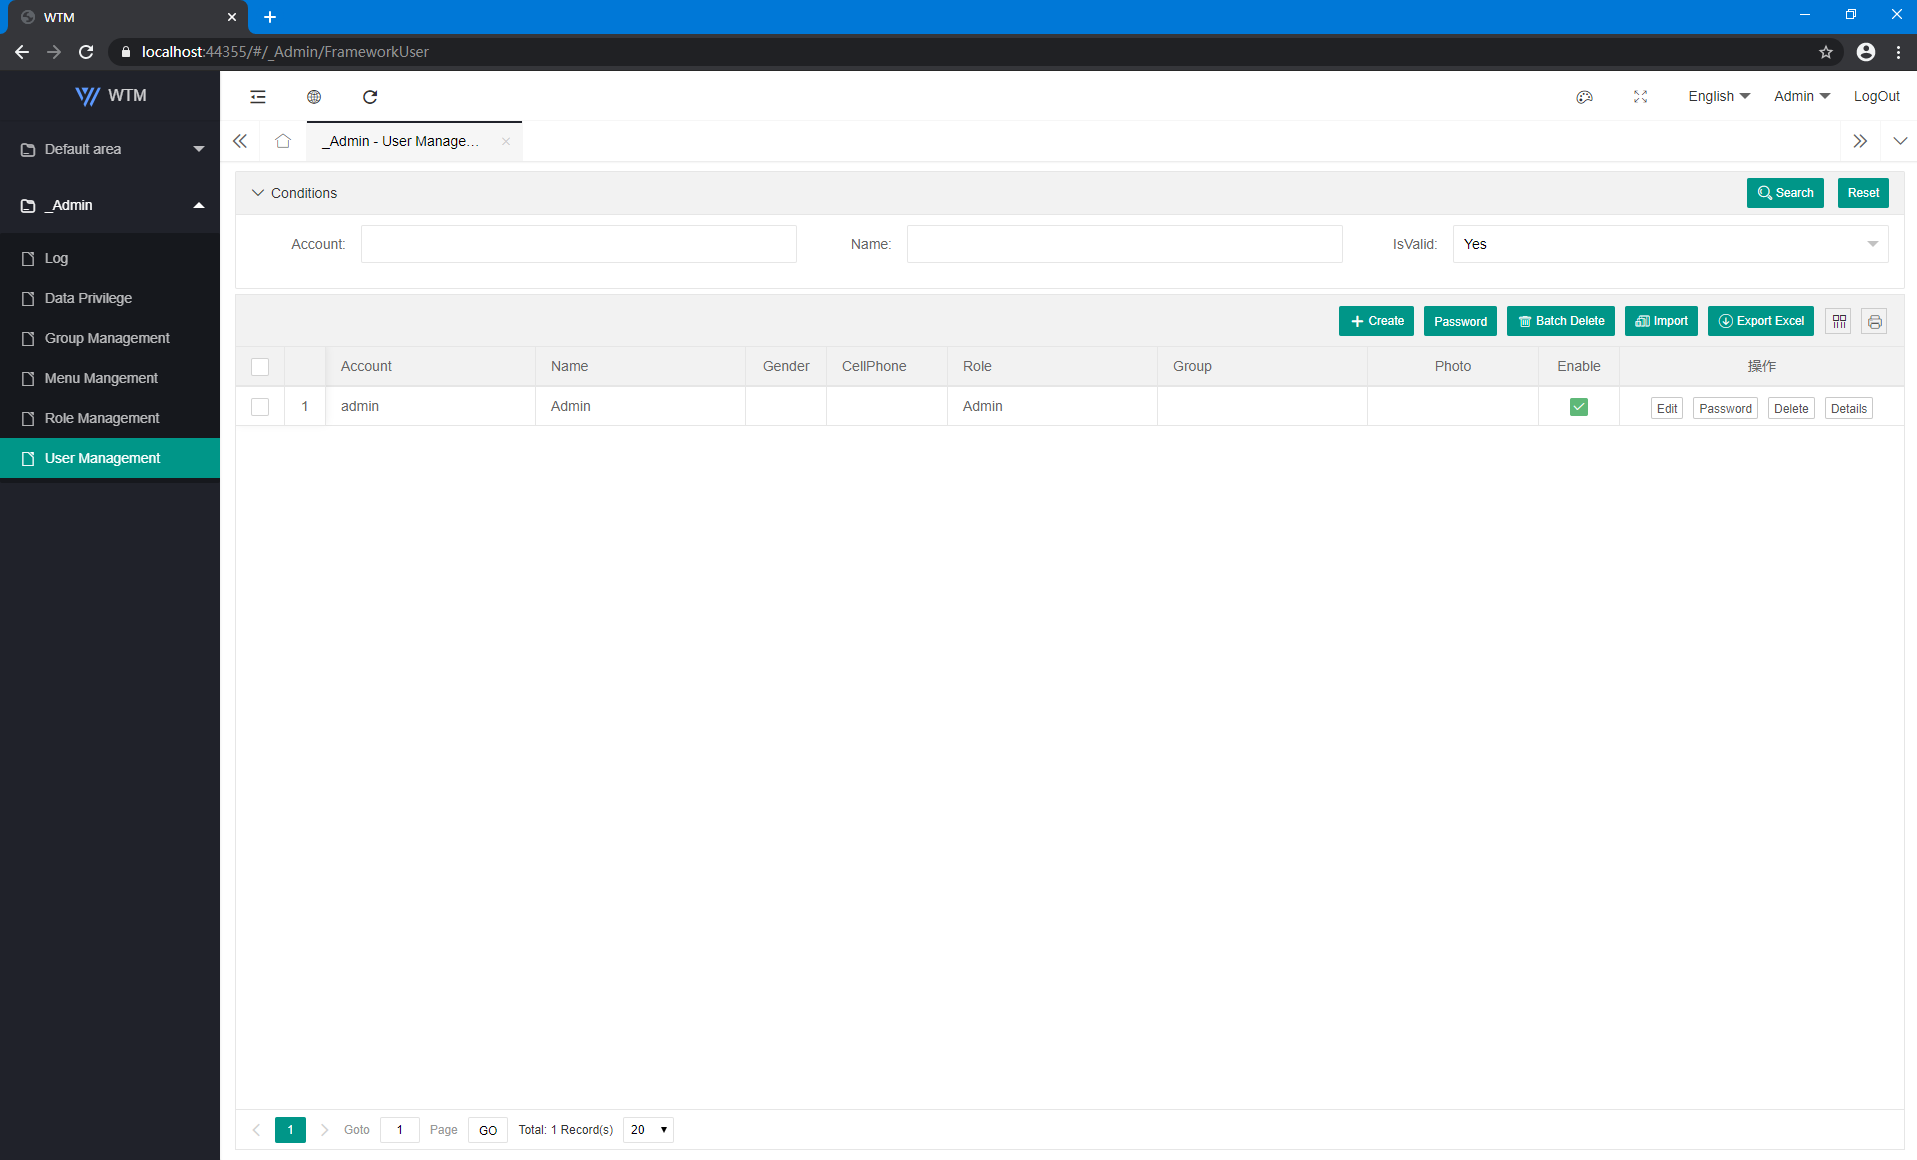 WTM
localhost:44355/#/_Admin/FrameworkUser
WTM
English
Admin
LogOut
Default area
_Admin
Log
Data Privilege
Group Management
Menu Mangement
Role Management
User Management
_Admin - User Manage...
Conditions
Search
Reset
Account:
Name:
IsValid:
Yes
Create
Password
Batch Delete
Import
Export Excel
Account Name Gender CellPhone Role Group Photo Enable 操作
1 admin Admin Admin Edit Password Delete Details
1 Goto 1 Page GO Total: 1 Record(s) 20